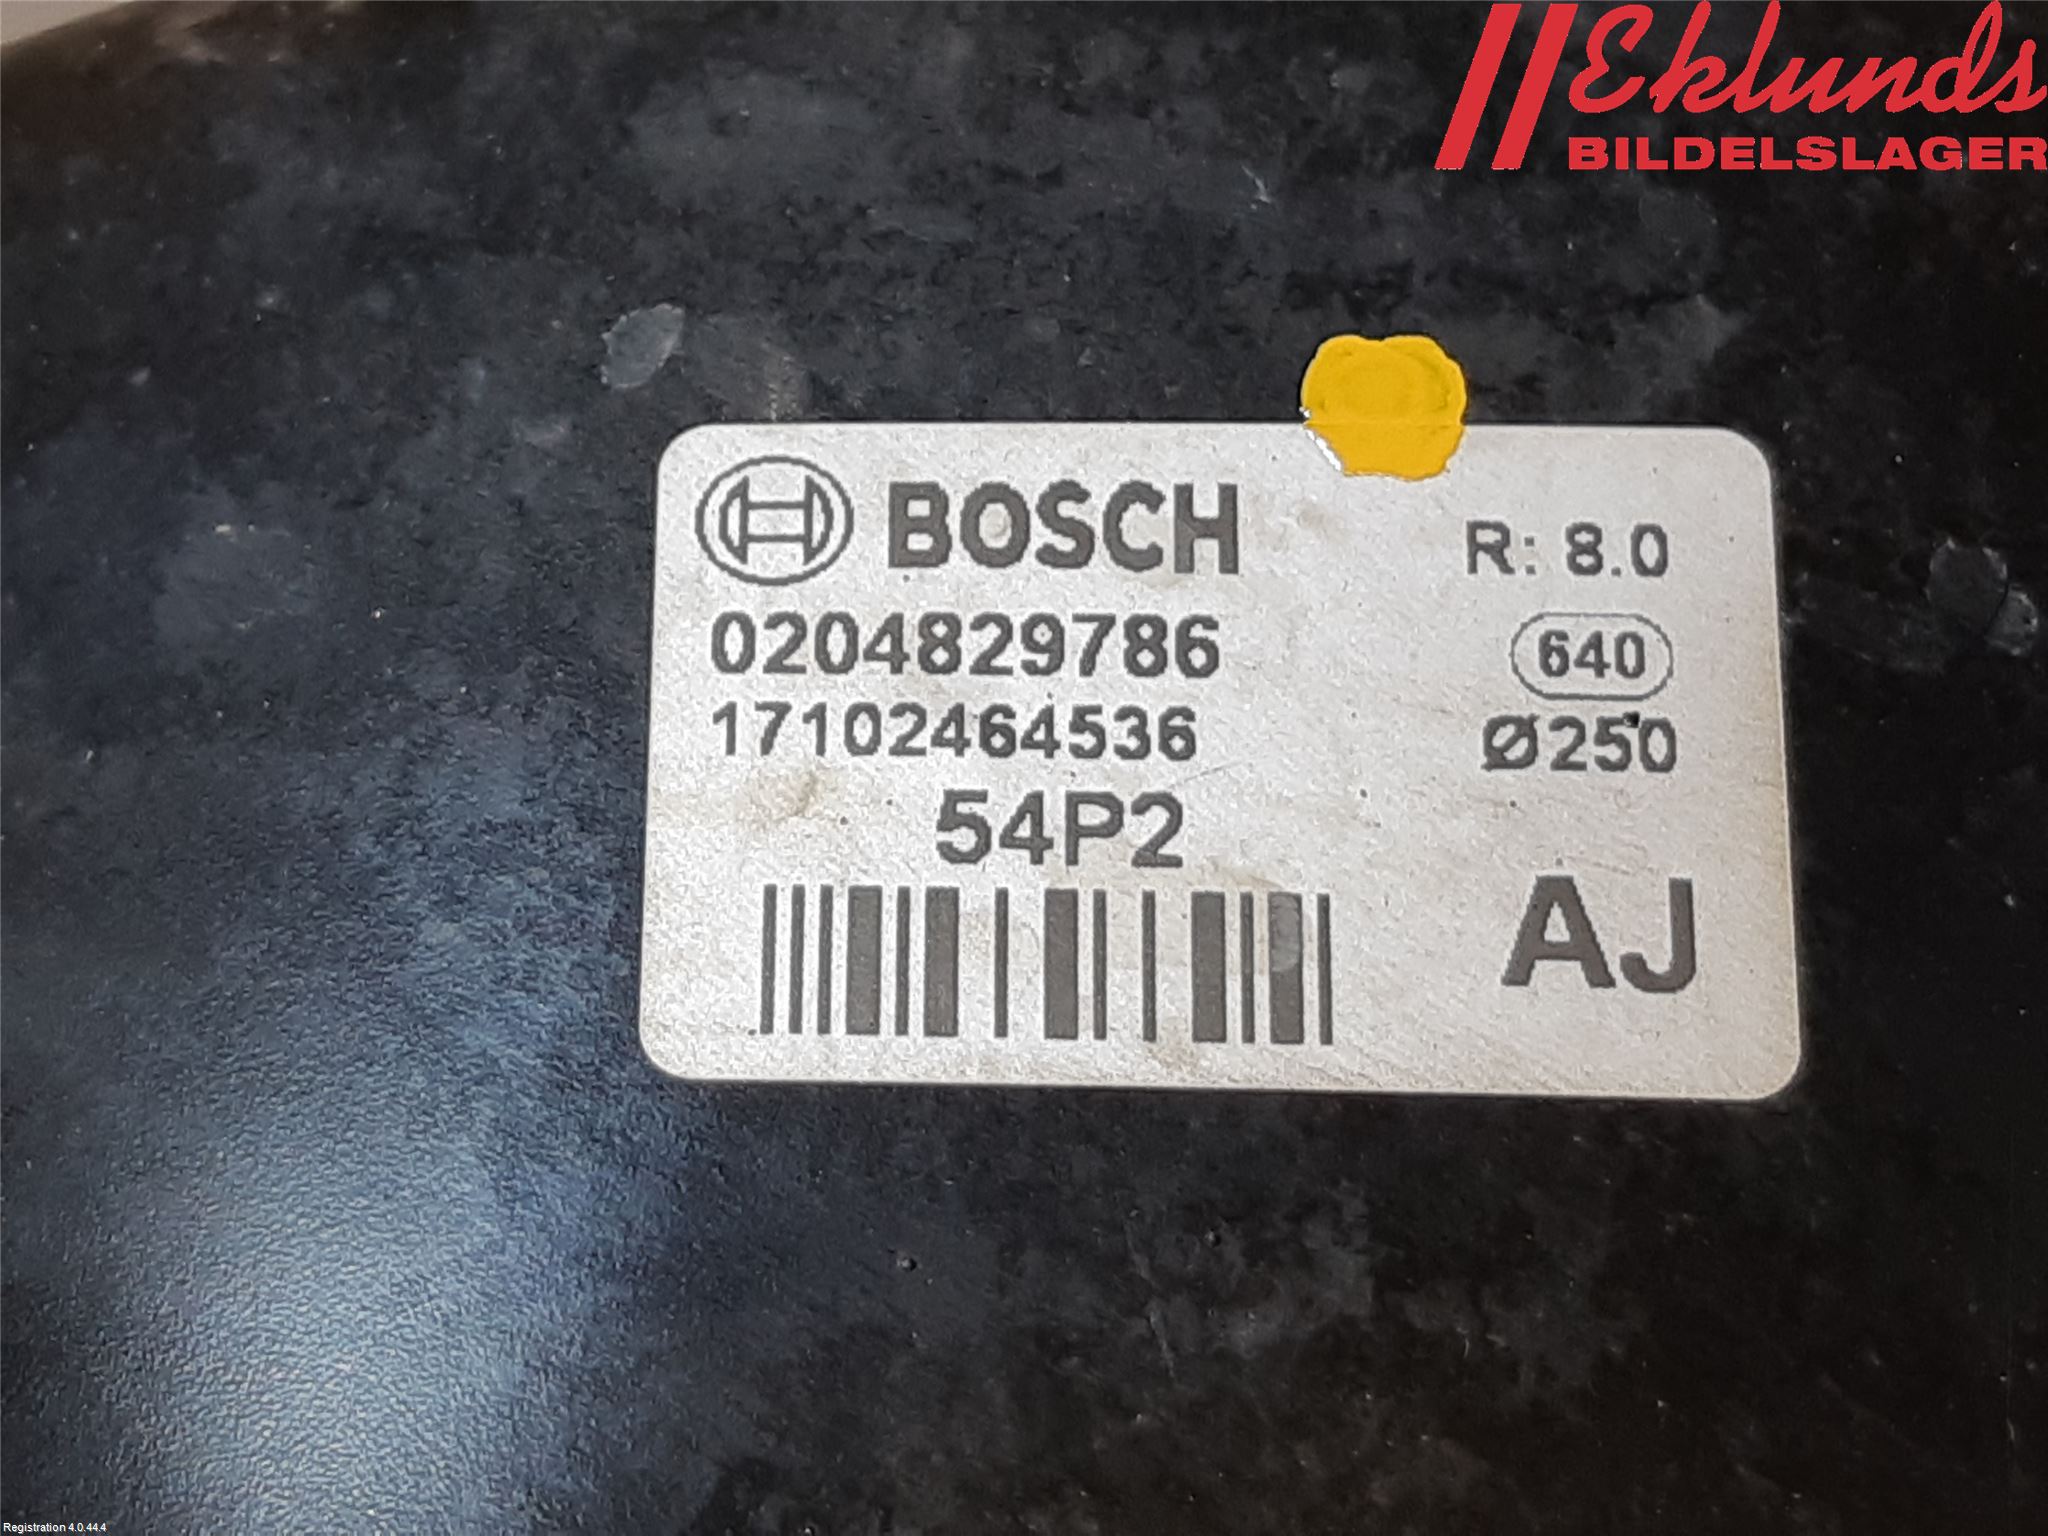 Eklunds
BILDELSLAGER
BOSCH
R: 8.0
0204829786
640
17102464536
Ø250
54P2
AJ
Registration 4.0.44.4